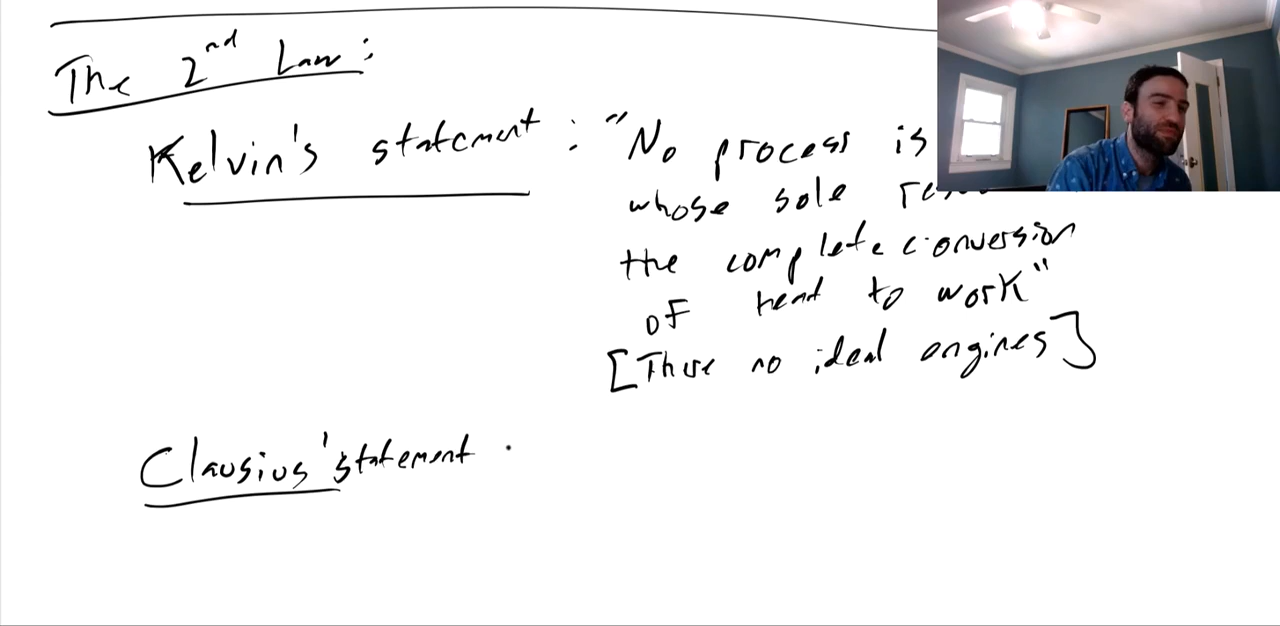 The 2nd Law:
Kelvin's statement : "No process is
whose sole
the complete conversion
of heat to work"
[There no ideal engines]
Clausius' statement .